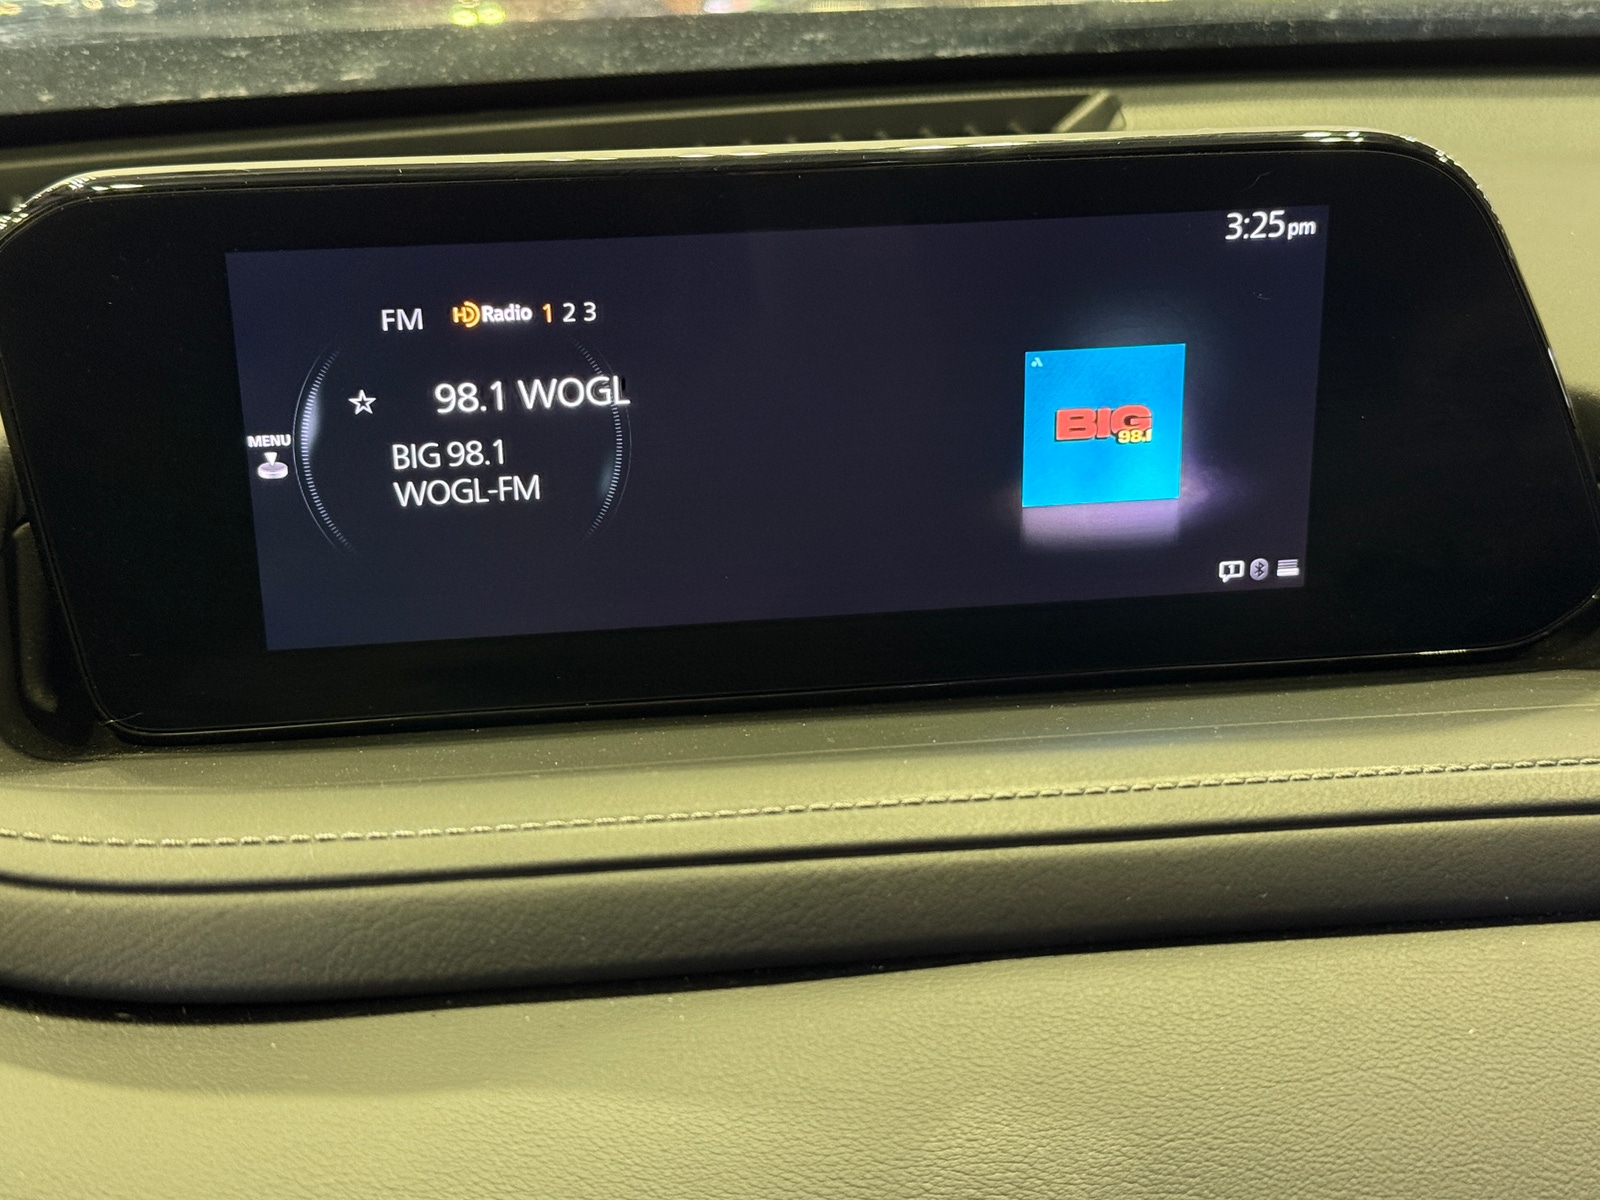 3:25pm
FM HD Radio 1 2 3
98.1 WOGL
BIG 98.1
WOGL-FM
MENU
BIG
98.1
1